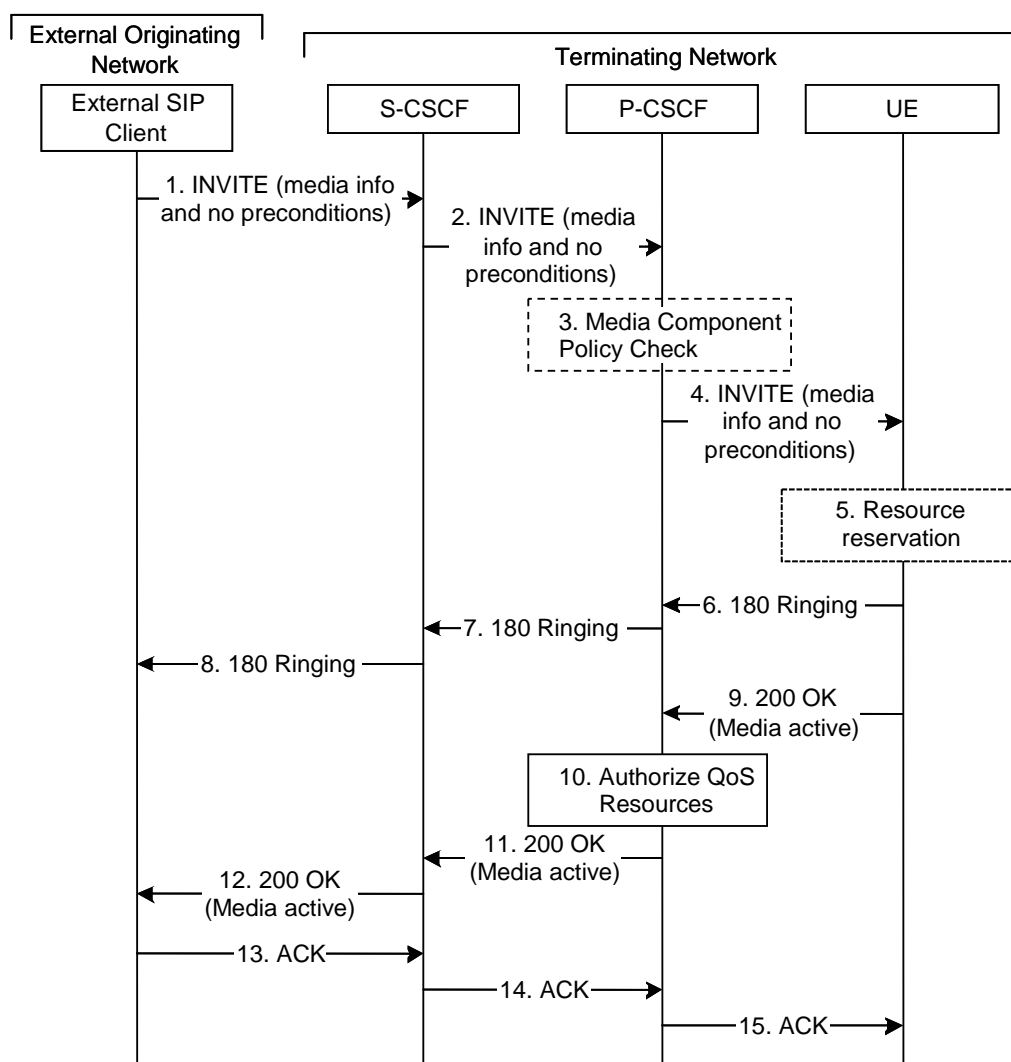 External Originating
Network
Terminating Network
External SIP
Client
S-CSCF
P-CSCF
UE
1. INVITE (media info
and no preconditions)
2. INVITE (media
info and no
preconditions)
3. Media Component
Policy Check
4. INVITE (media
info and no
preconditions)
5. Resource
reservation
6. 180 Ringing
7. 180 Ringing
8. 180 Ringing
9. 200 OK
(Media active)
10. Authorize QoS
Resources
11. 200 OK
(Media active)
12. 200 OK
(Media active)
13. ACK
14. ACK
15. ACK